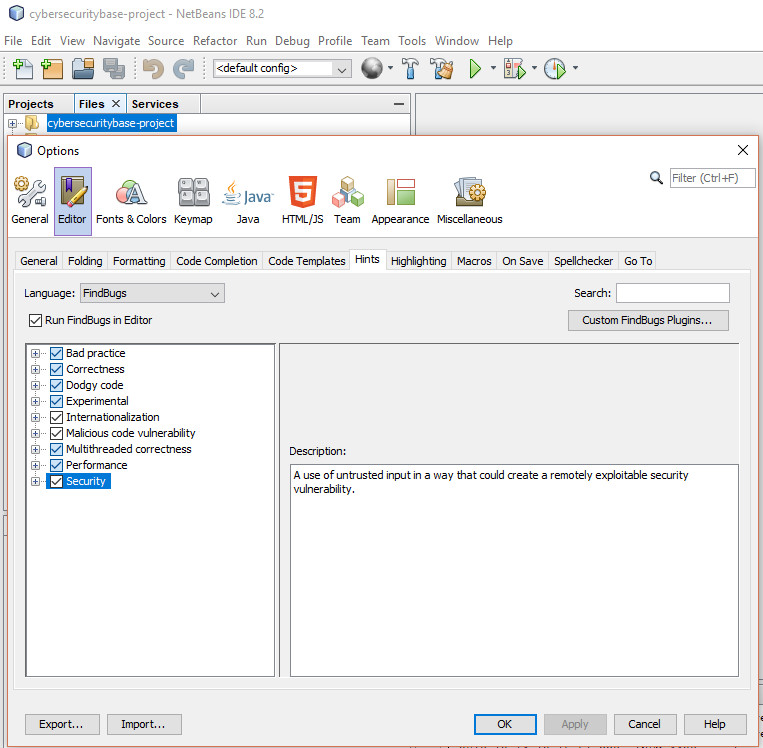 cybersecuritybase-project - NetBeans IDE 8.2
File Edit View Navigate Source Refactor Run Debug Profile Team Tools Window Help
<default config>
Projects Files Services
cybersecuritybase-project
Options
Filter (Ctrl+F)
General Editor Fonts & Colors Keymap Java HTML/JS Team Appearance Miscellaneous
General Folding Formatting Code Completion Code Templates Hints Highlighting Macros On Save Spellchecker Go To
Language: FindBugs Search:
Run FindBugs in Editor Custom FindBugs Plugins...
Bad practice
Correctness
Dodgy code
Experimental
Internationalization
Malicious code vulnerability
Multithreaded correctness
Performance
Security
Description:
A use of untrusted input in a way that could create a remotely exploitable security
vulnerability.
Export... Import... OK Apply Cancel Help